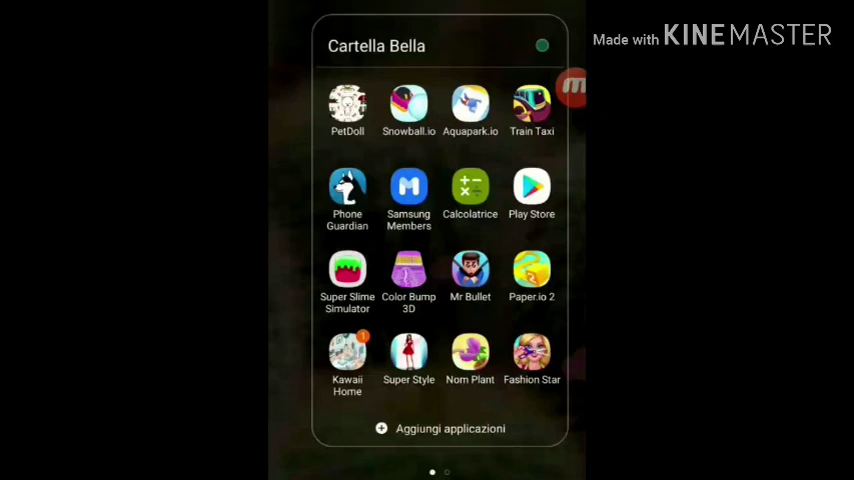 Made with KINEMASTER
Cartella Bella
PetDoll
Snowball.io
Aquapark.io
Train Taxi
Phone
Guardian
Samsung
Members
Calcolatrice
Play Store
Super Slime
Simulator
Color Bump
3D
Mr Bullet
Paper.io 2
1
Kawaii
Home
Super Style
Nom Plant
Fashion Star
Aggiungi applicazioni